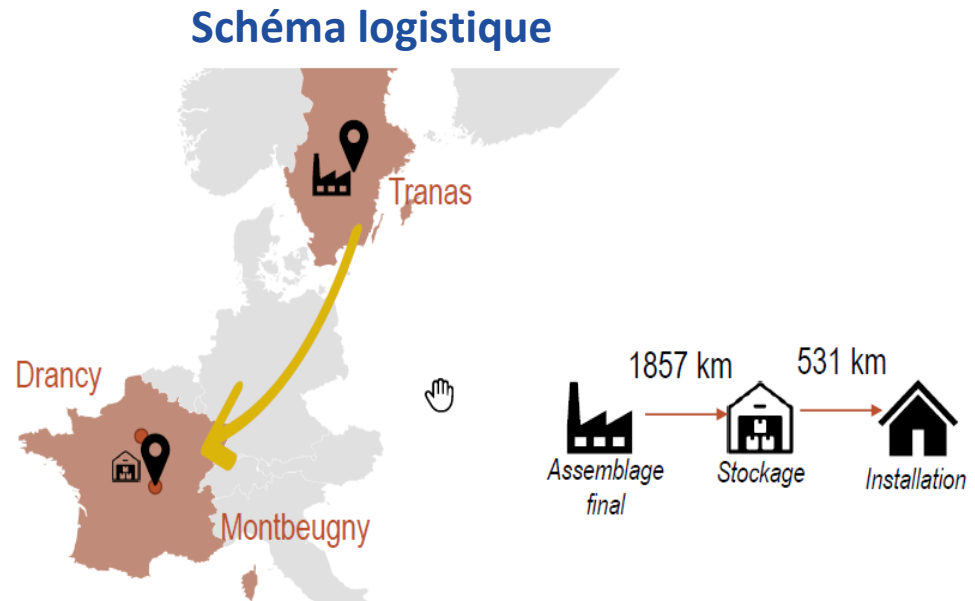 Schéma logistique
Tranas
Drancy
Montbeugny
1857 km
531 km
Assemblage
final
Stockage
Installation